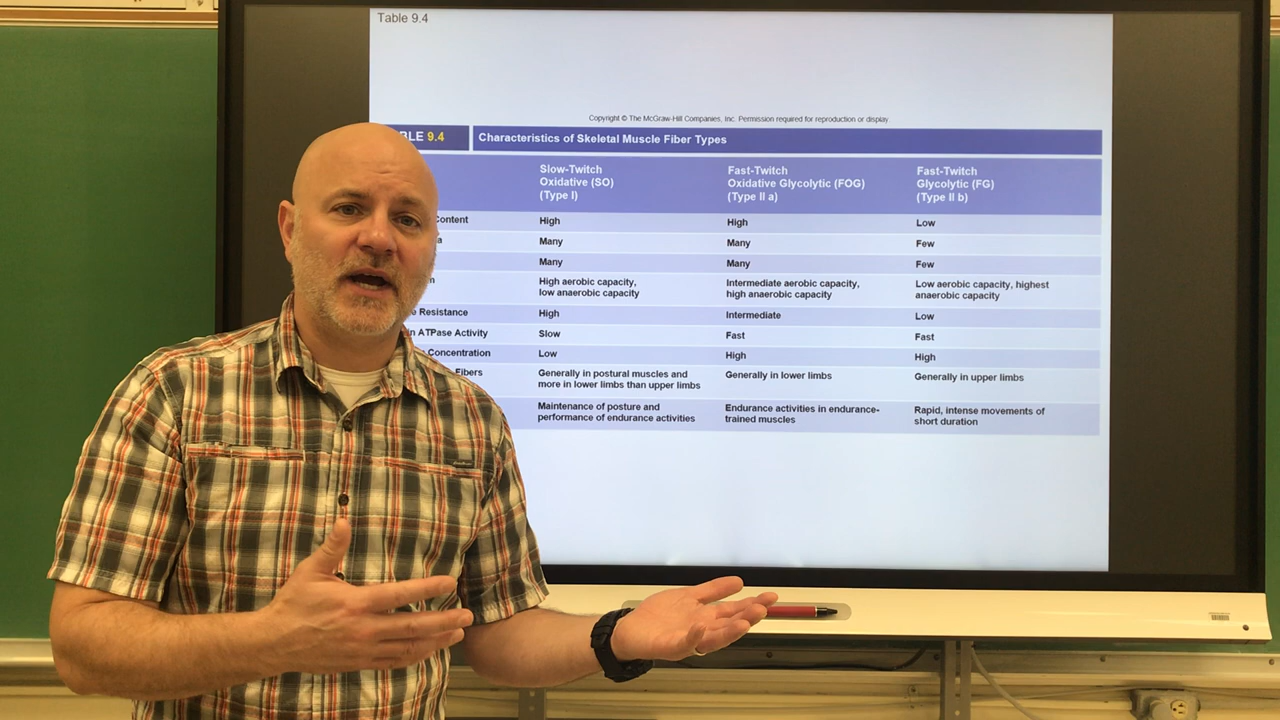 Table 9.4
Copyright © The McGraw-Hill Companies, Inc. Permission required for reproduction or display.
BLE 9.4 Characteristics of Skeletal Muscle Fiber Types
Slow-Twitch Oxidative (SO) (Type I)
Fast-Twitch Oxidative Glycolytic (FOG) (Type II a)
Fast-Twitch Glycolytic (FG) (Type II b)
Content High High Low
a Many Many Few
Many Many Few
m High aerobic capacity, low anaerobic capacity Intermediate aerobic capacity, high anaerobic capacity Low aerobic capacity, highest anaerobic capacity
e Resistance High Intermediate Low
in ATPase Activity Slow Fast Fast
Concentration Low High High
Fibers Generally in postural muscles and more in lower limbs than upper limbs Generally in lower limbs Generally in upper limbs
Maintenance of posture and performance of endurance activities Endurance activities in endurance-trained muscles Rapid, intense movements of short duration